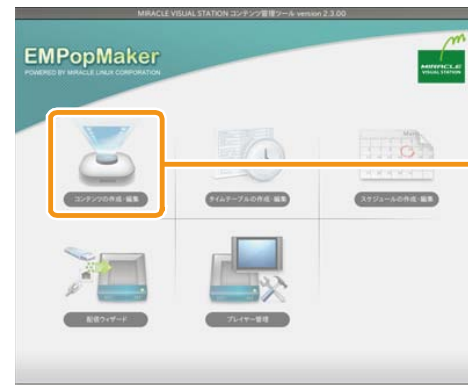 MIRACLE VISUAL STATION コンテンツ管理ツール version 2.3.00
EMPopMaker
POWERED BY MIRACLE LINUX CORPORATION
MIRACLE
VISUAL STATION
コンテンツの作成・編集
タイムテーブルの作成・編集
スケジュールの作成・編集
配信ウィザード
プレイヤー管理